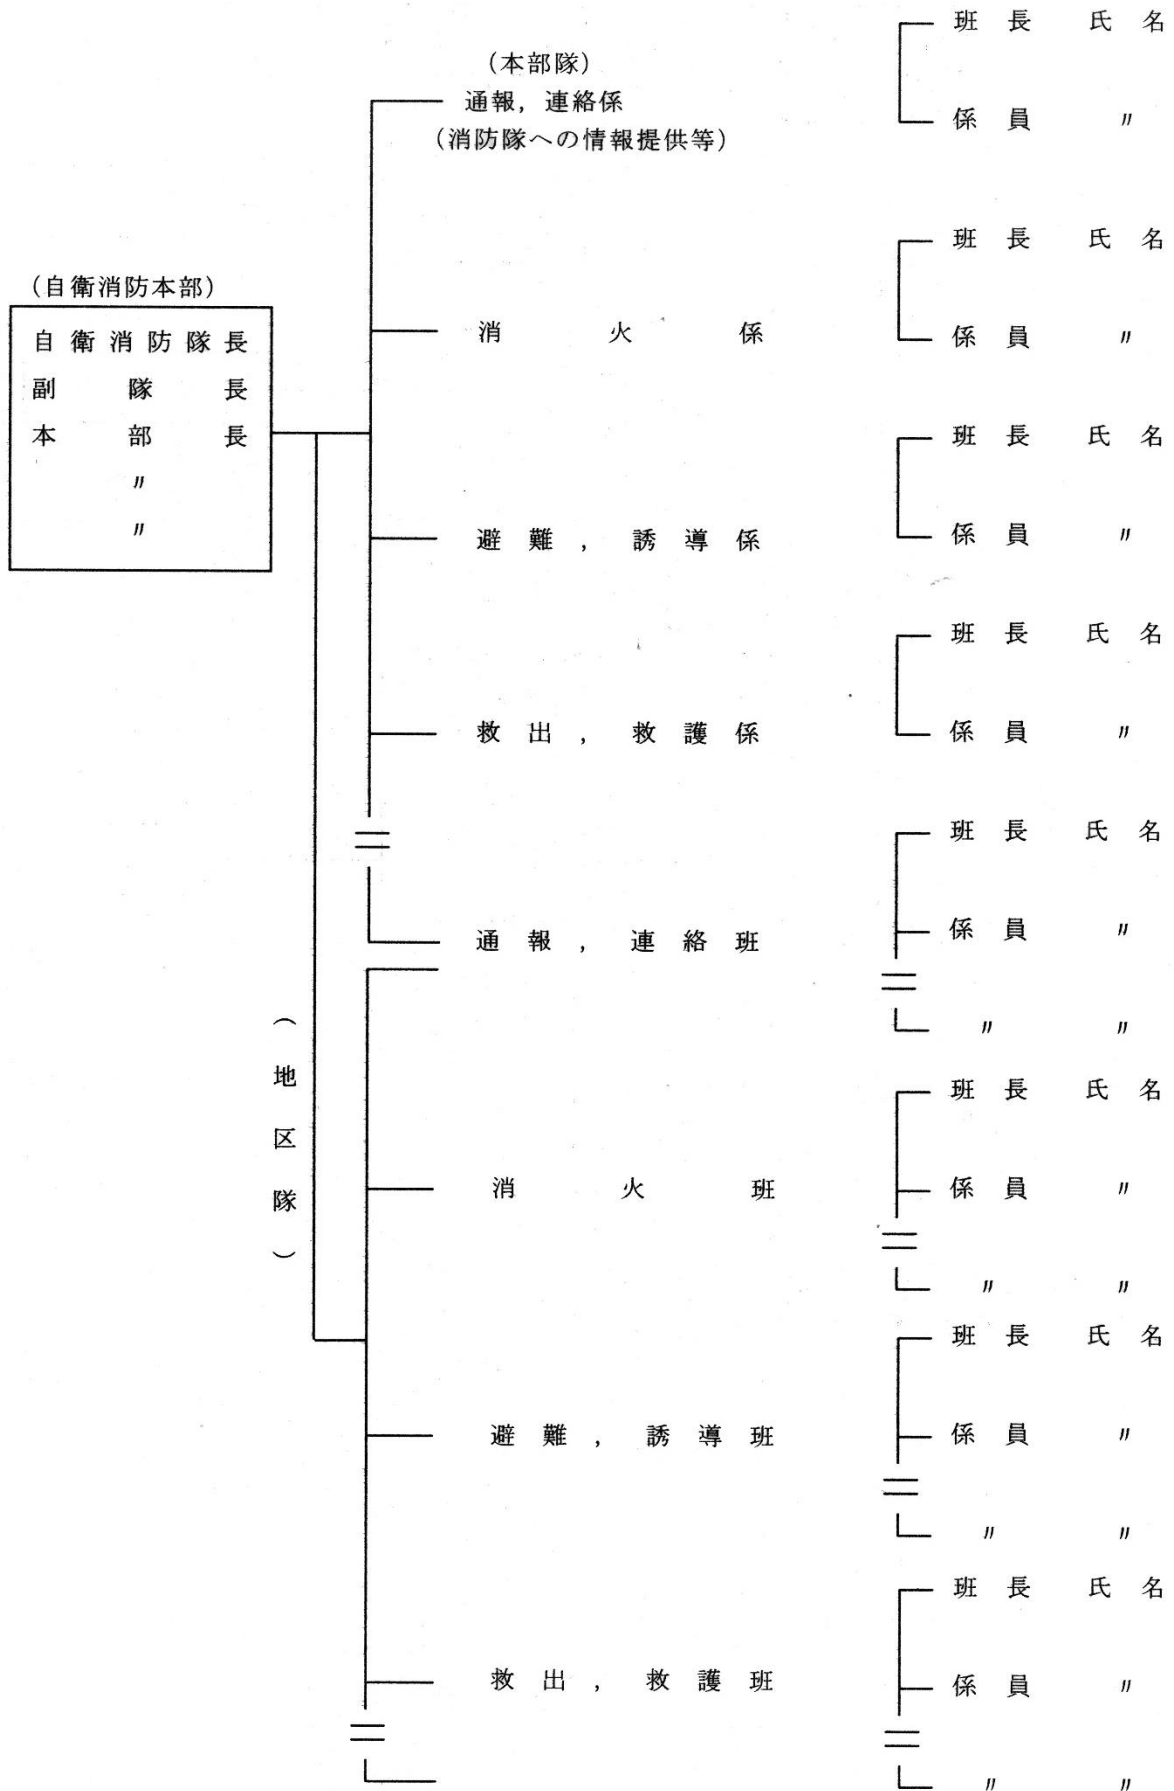 (自衛消防本部)
自衛消防隊長
副隊長
本部長
〃
〃
(本部隊)
通報,連絡係
(消防隊への情報提供等)
班長 氏名
係員 〃
消火係
班長 氏名
係員 〃
避難,誘導係
班長 氏名
係員 〃
救出,救護係
班長 氏名
係員 〃
(地区隊)
通報,連絡班
班長 氏名
係員 〃
〃 〃
消火班
班長 氏名
係員 〃
〃 〃
避難,誘導班
班長 氏名
係員 〃
〃 〃
救出,救護班
班長 氏名
係員 〃
〃 〃